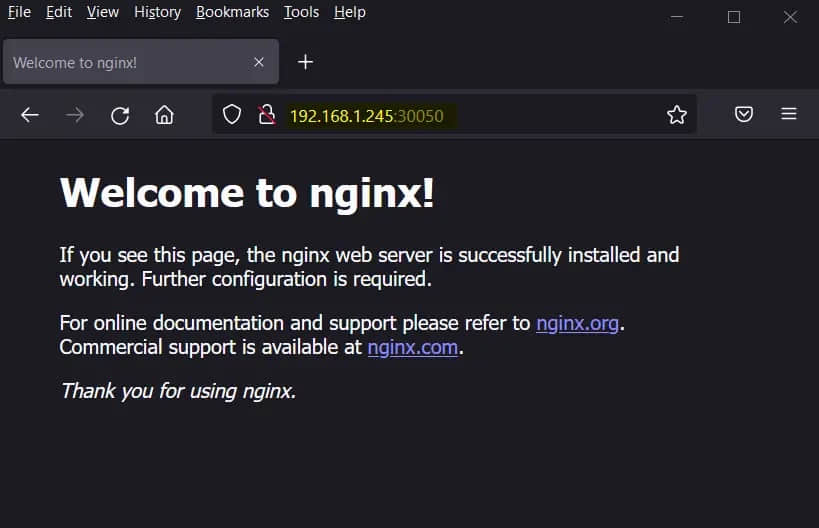 File Edit View History Bookmarks Tools Help
Welcome to nginx!
192.168.1.245:30050
Welcome to nginx!
If you see this page, the nginx web server is successfully installed and
working. Further configuration is required.
For online documentation and support please refer to nginx.org.
Commercial support is available at nginx.com.
Thank you for using nginx.